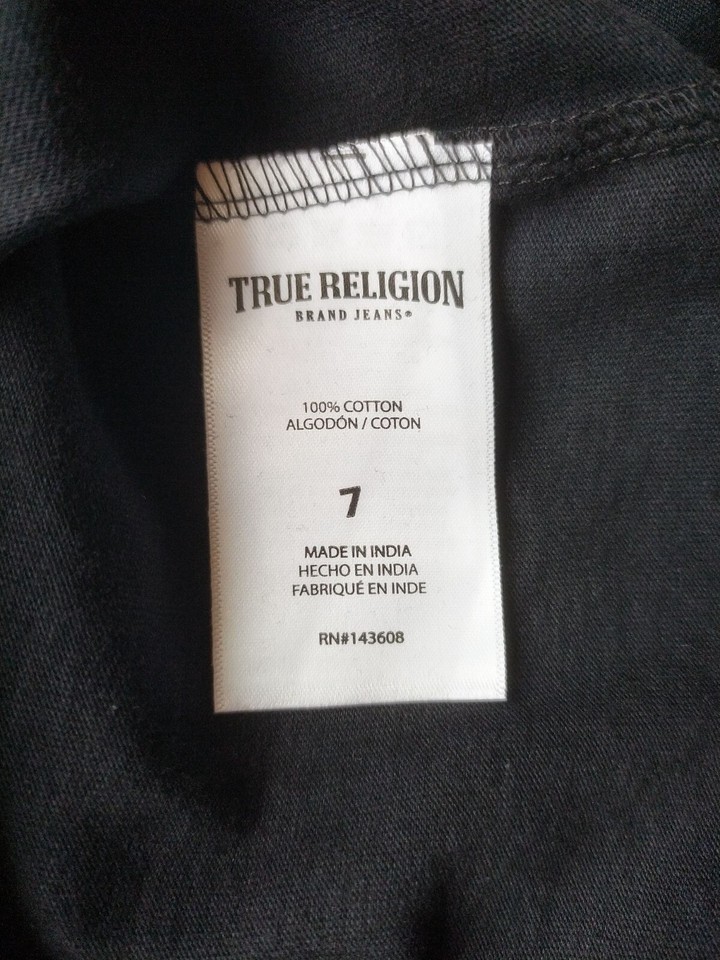 TRUE RELIGION
BRAND JEANS®
100% COTTON
ALGODÓN / COTON
7
MADE IN INDIA
HECHO EN INDIA
FABRIQUÉ EN INDE
RN#143608